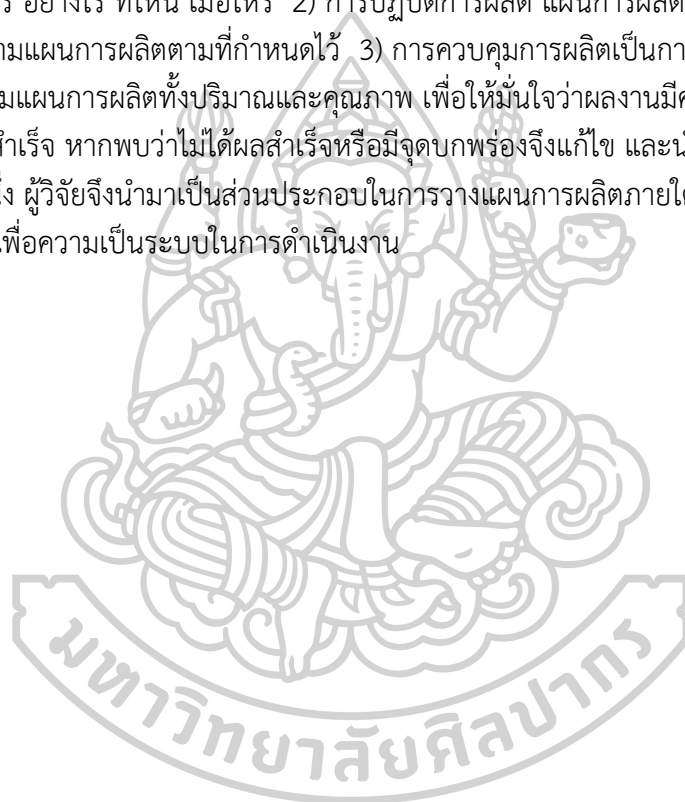 อย่างไร ที่ไหน เมื่อไหร่ 2) การปฏิบัติการผลิต แผนการผลิต
ามแผนการผลิตตามที่กำหนดไว้ 3) การควบคุมการผลิตเป็นกา
มแผนการผลิตทั้งปริมาณและคุณภาพ เพื่อให้มั่นใจว่าผลงานมีค
สำเร็จ หากพบว่าไม่ได้ผลสำเร็จหรือมีจุดบกพร่องจึงแก้ไข และนำ
นึ่ง ผู้วิจัยจึงนำมาเป็นส่วนประกอบในการวางแผนการผลิตภายใต
เพื่อความเป็นระบบในการดำเนินงาน
มหาวิทยาลัยศิลปากร